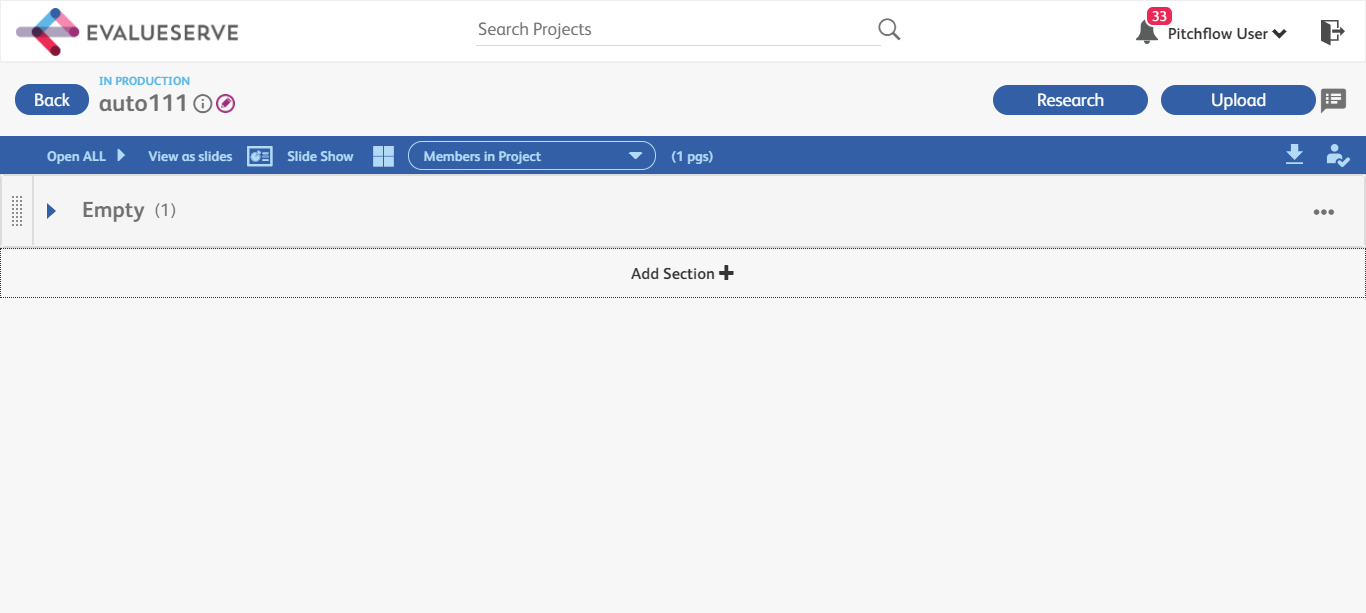 EVALUESERVE
Search Projects
33
Pitchflow User
IN PRODUCTION
Back
auto111
Research
Upload
Open ALL
View as slides
Slide Show
Members in Project
(1 pgs)
Empty (1)
Add Section